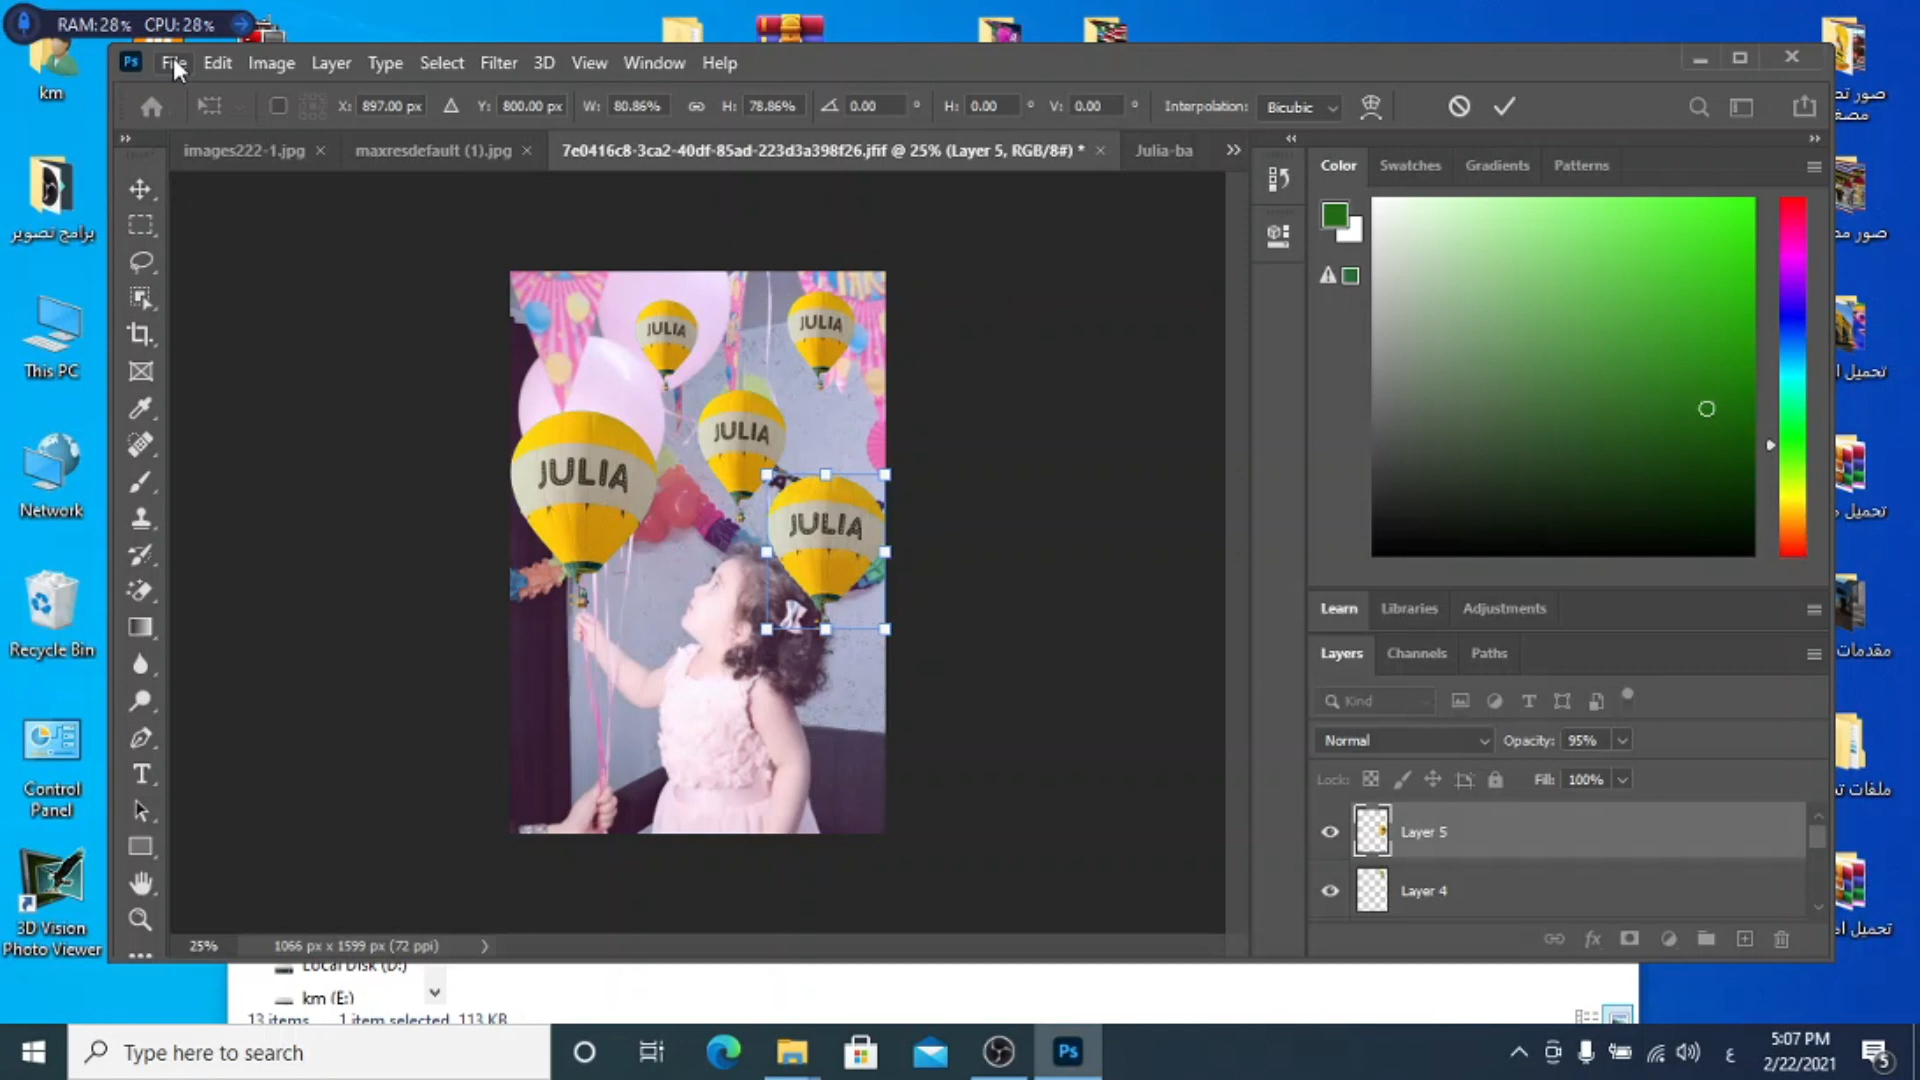 RAM:28% CPU:28%
km
برامج تصوير
This PC
Network
Recycle Bin
Control
Panel
3D Vision
Photo Viewer
Ps File Edit Image Layer Type Select Filter 3D View Window Help
X: 897.00 px Y: 800.00 px W: 80.86% H: 78.86% 0.00 ° H: 0.00 ° V: 0.00 ° Interpolation: Bicubic
images222-1.jpg × maxresdefault (1).jpg × 7e0416c8-3ca2-40df-85ad-223d3a398f26.jfif @ 25% (Layer 5, RGB/8#) * × Julia-ba
JULIA
JULIA
JULIA
JULIA
JULIA
25% 1066 px x 1599 px (72 ppi)
Color Swatches Gradients Patterns
Learn Libraries Adjustments
Layers Channels Paths
Kind
Normal Opacity: 95%
Lock: Fill: 100%
Layer 5
Layer 4
صور مد
مقدمات
Local Disk (D:)
km (E:)
13 items 1 item selected 113 KB
Type here to search
Ps
ع
5:07 PM
2/22/2021
5